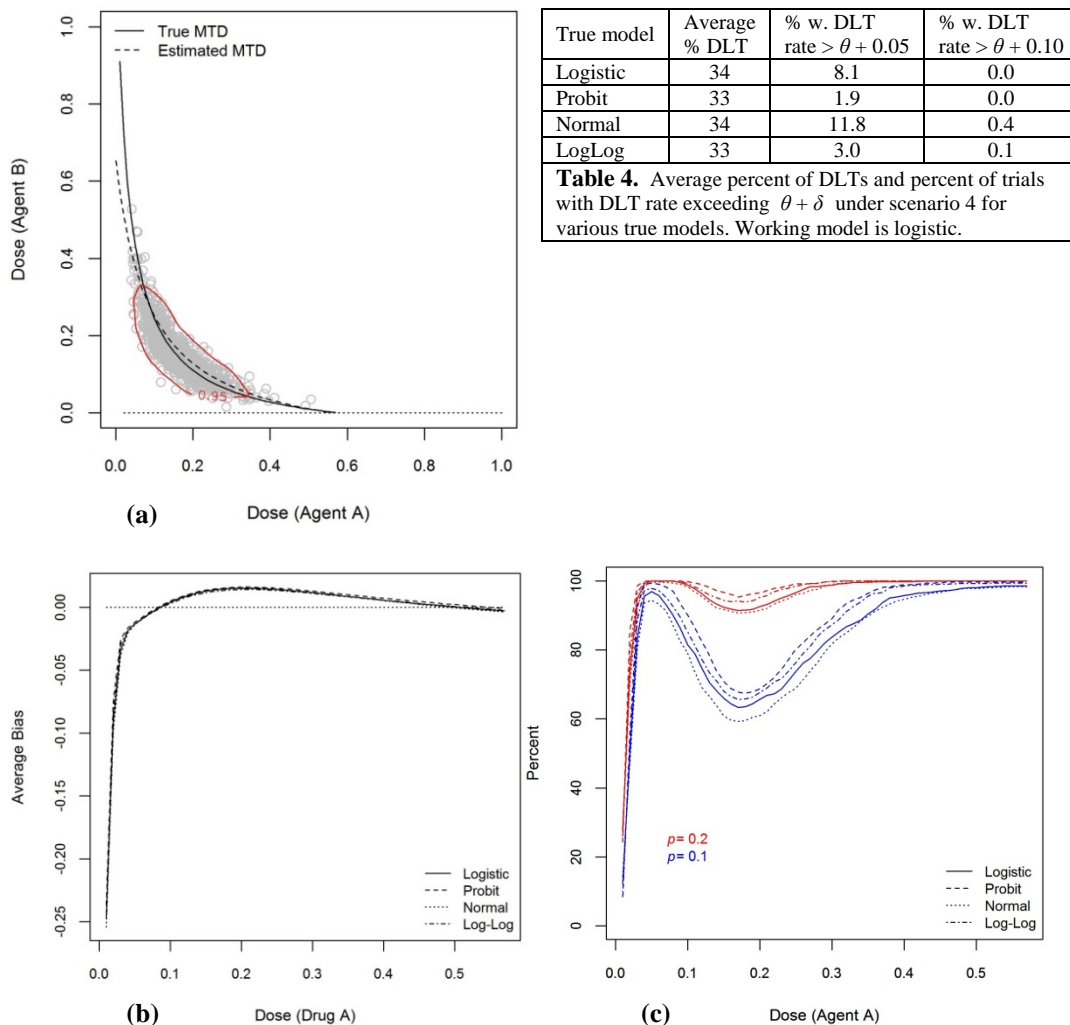 True MTD
Estimated MTD
1.0
0.8
0.6
0.4
0.2
0.0
Dose (Agent B)
0.95
0.0 0.2 0.4 0.6 0.8 1.0
(a)
Dose (Agent A)
True model Average % DLT % w. DLT rate > θ + 0.05 % w. DLT rate > θ + 0.10
Logistic 34 8.1 0.0
Probit 33 1.9 0.0
Normal 34 11.8 0.4
LogLog 33 3.0 0.1
Table 4. Average percent of DLTs and percent of trials
with DLT rate exceeding θ + δ under scenario 4 for
various true models. Working model is logistic.
0.00
-0.05
-0.10
-0.15
-0.20
-0.25
Average Bias
Logistic
Probit
Normal
Log-Log
0.0 0.1 0.2 0.3 0.4 0.5
(b)
Dose (Drug A)
100
80
60
40
20
0
Percent
p= 0.2
p= 0.1
Logistic
Probit
Normal
Log-Log
0.0 0.1 0.2 0.3 0.4 0.5
(c)
Dose (Agent A)